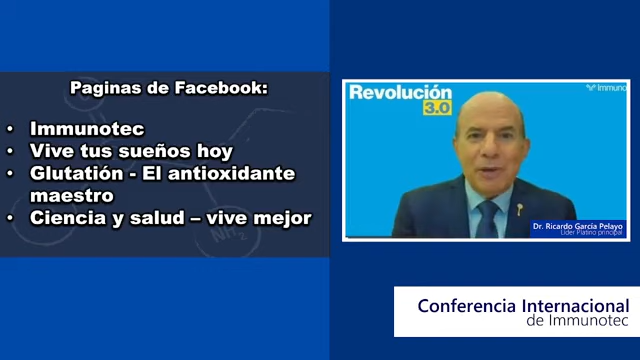 Paginas de Facebook:
• Immunotec
• Vive tus sueños hoy
• Glutatión - El antioxidante
maestro
• Ciencia y salud – vive mejor
NH₂
Revolución
3.0
Immuno
Dr. Ricardo García Pelayo
Líder Platino principal
Conferencia Internacional
de Immunotec